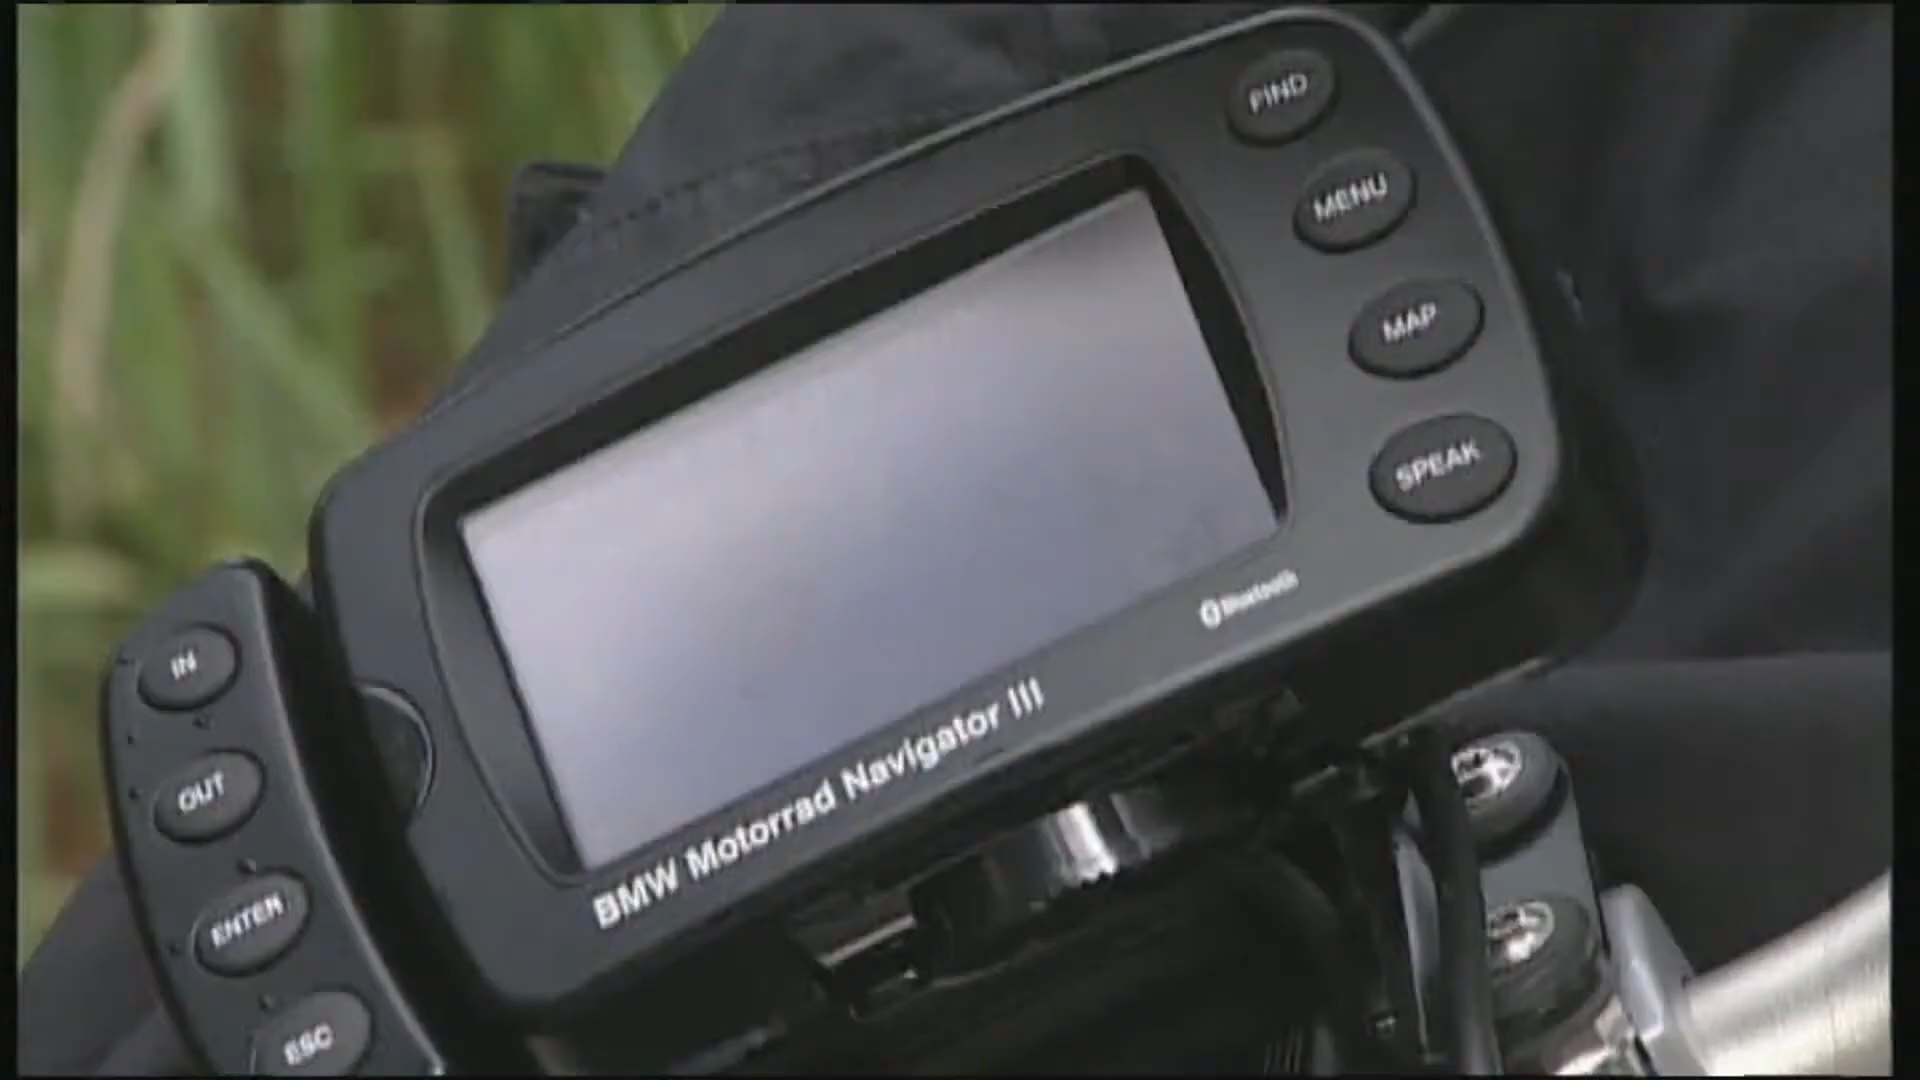 FIND
MENU
MAP
SPEAK
Bluetooth
BMW Motorrad Navigator III
IN
OUT
ENTER
ESC